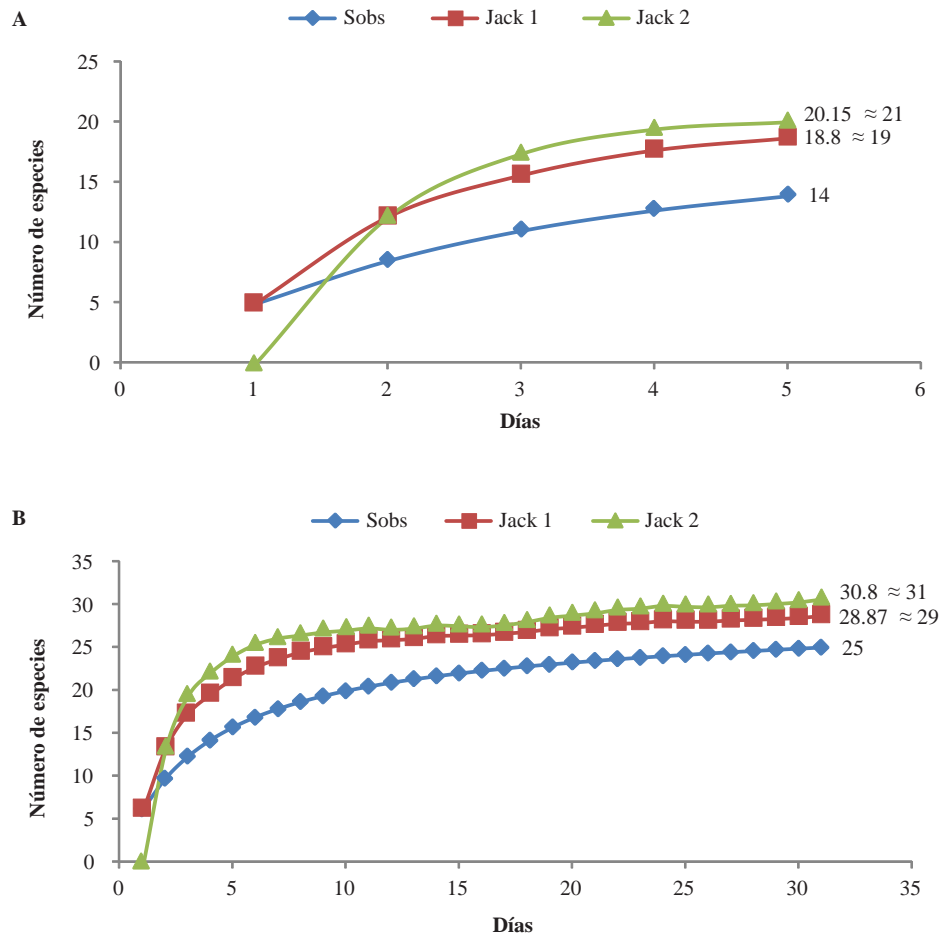 A
Sobs Jack 1 Jack 2
Número de especies
25
20
15
10
5
0
20.15 ≈ 21
18.8 ≈ 19
14
0 1 2 3 4 5 6
Días
B
Sobs Jack 1 Jack 2
Número de especies
35
30
25
20
15
10
5
0
30.8 ≈ 31
28.87 ≈ 29
25
0 5 10 15 20 25 30 35
Días